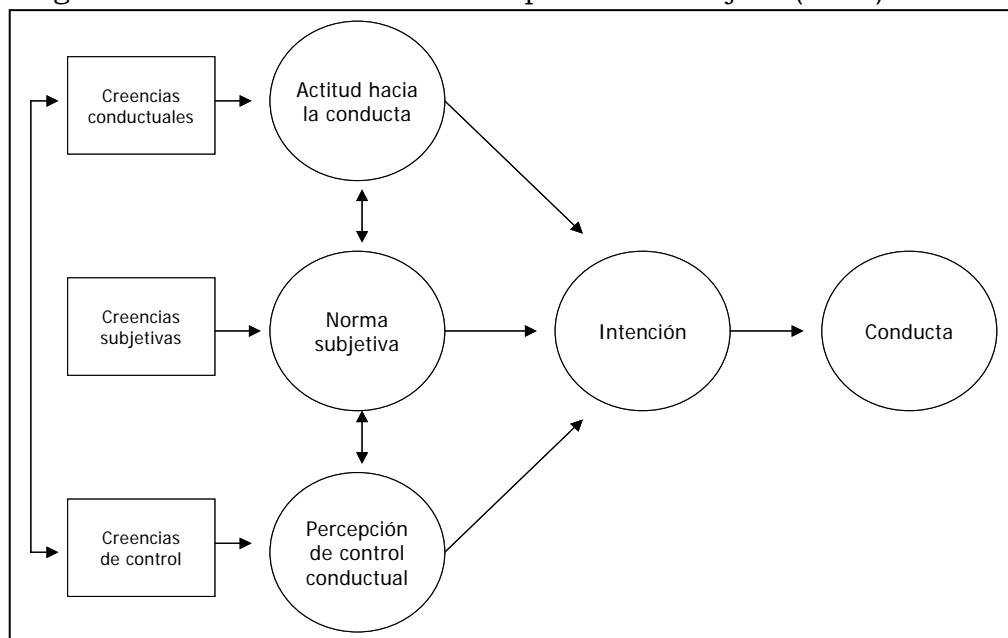 Creencias
conductuales
Actitud hacia
la conducta
Creencias
subjetivas
Norma
subjetiva
Intención
Conducta
Creencias
de control
Percepción
de control
conductual